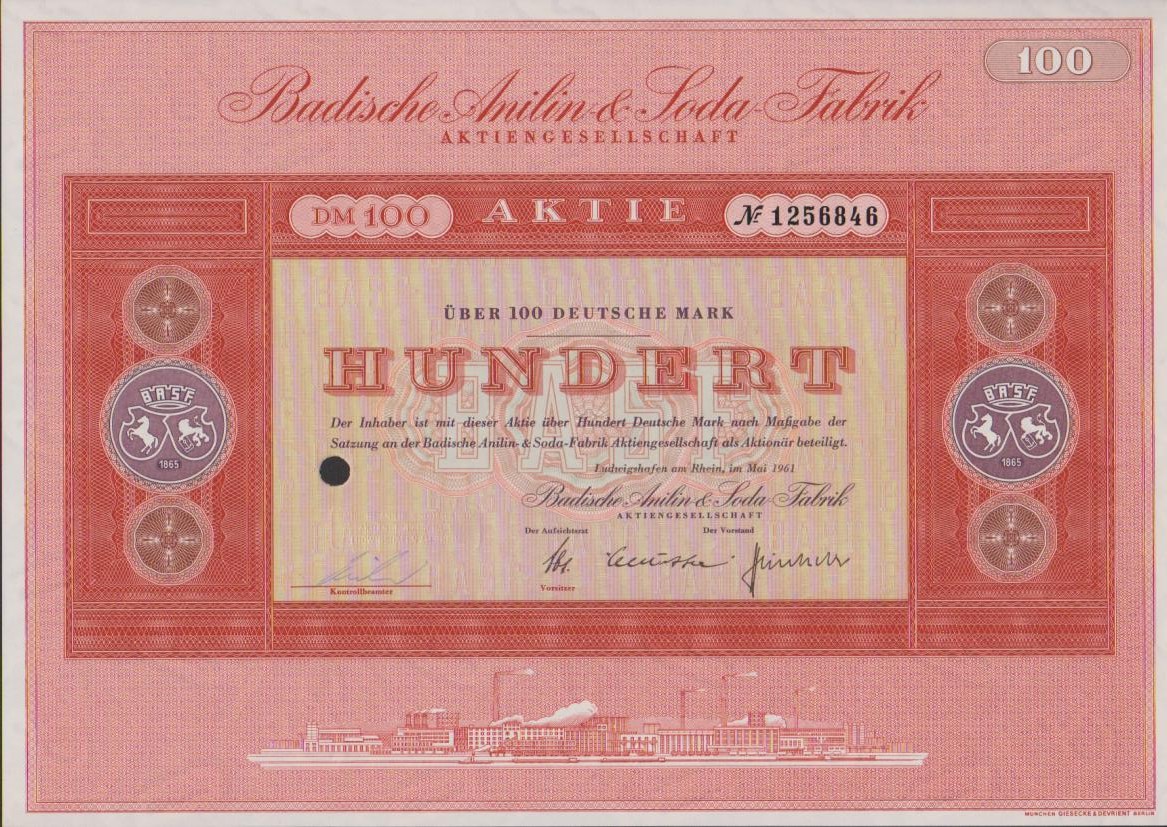 100
Badische Anilin- & Soda-Fabrik
AKTIENGESELLSCHAFT
DM 100
AKTIE
№ 1256846
ÜBER 100 DEUTSCHE MARK
HUNDERT
BASF
Der Inhaber ist mit dieser Aktie über Hundert Deutsche Mark nach Maßgabe der
Satzung an der Badische Anilin- & Soda-Fabrik Aktiengesellschaft als Aktionär beteiligt.
Ludwigshafen am Rhein, im Mai 1961
Badische Anilin- & Soda-Fabrik
AKTIENGESELLSCHAFT
Der Aufsichtsrat
Der Vorstand
Vorsitzer
Kontrollbeamter
BASF
1865
BASF
1865
MÜNCHEN GIESECKE & DEVRIENT BERLIN